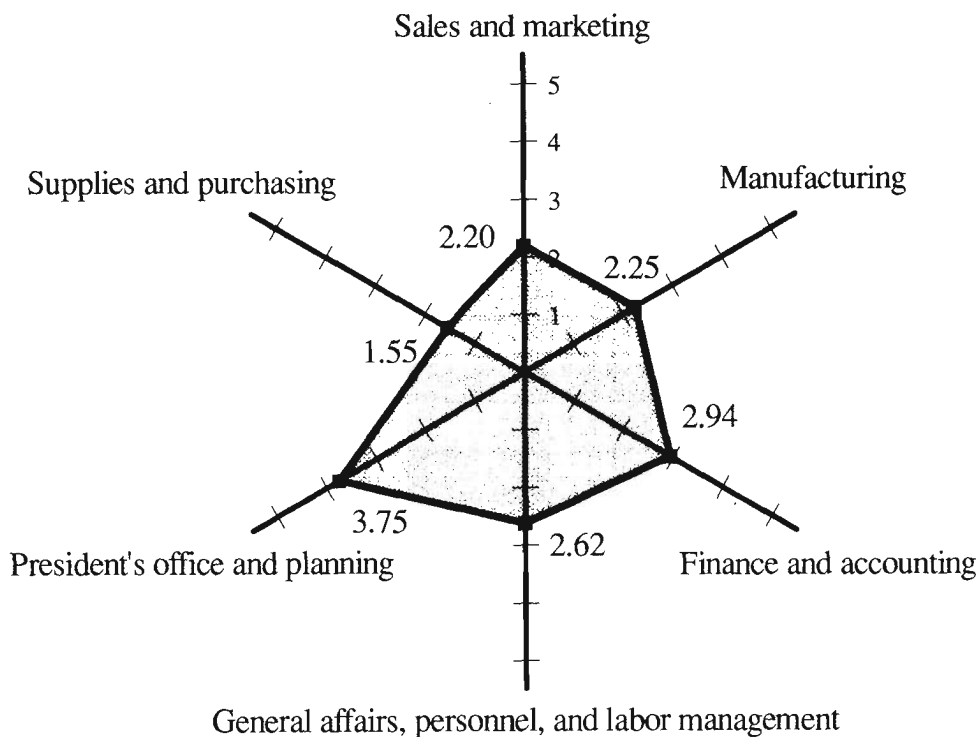 Sales and marketing
5
4
Supplies and purchasing
Manufacturing
3
2.20
2
2.25
1
1.55
2.94
3.75
2.62
President's office and planning
Finance and accounting
General affairs, personnel, and labor management